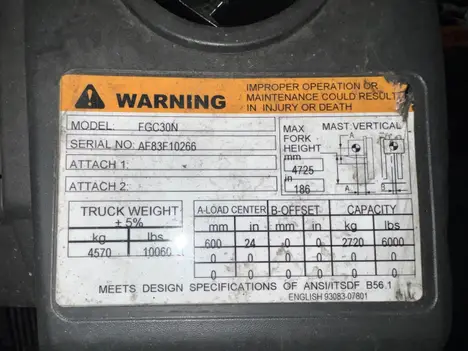 WARNING
IMPROPER OPERATION OR
MAINTENANCE COULD RESULT
IN INJURY OR DEATH
MODEL: FGC30N
SERIAL NO: AF83F10266
ATTACH 1:
ATTACH 2:
MAX
FORK
HEIGHT
mm
4725
in
186
MAST VERTICAL
A
B
A
TRUCK WEIGHT
± 5%
kg lbs
4570 10060
A-LOAD CENTER B-OFFSET CAPACITY
mm in mm in kg lbs
600 24 0 0 2720 6000
0 0 0 0 0 0
0 0 0 0 0 0
MEETS DESIGN SPECIFICATIONS OF ANSI/ITSDF B56.1
ENGLISH 93083-07601